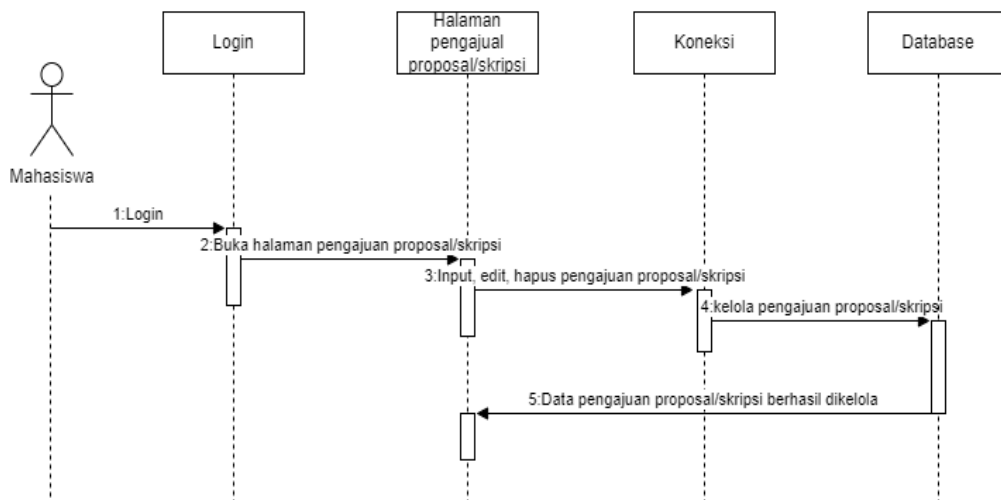 Login
Halaman
pengajual
proposal/skripsi
Koneksi
Database
Mahasiswa
1:Login
2:Buka halaman pengajuan proposal/skripsi
3:Input, edit, hapus pengajuan proposal/skripsi
4:kelola pengajuan proposal/skripsi
5:Data pengajuan proposal/skripsi berhasil dikelola